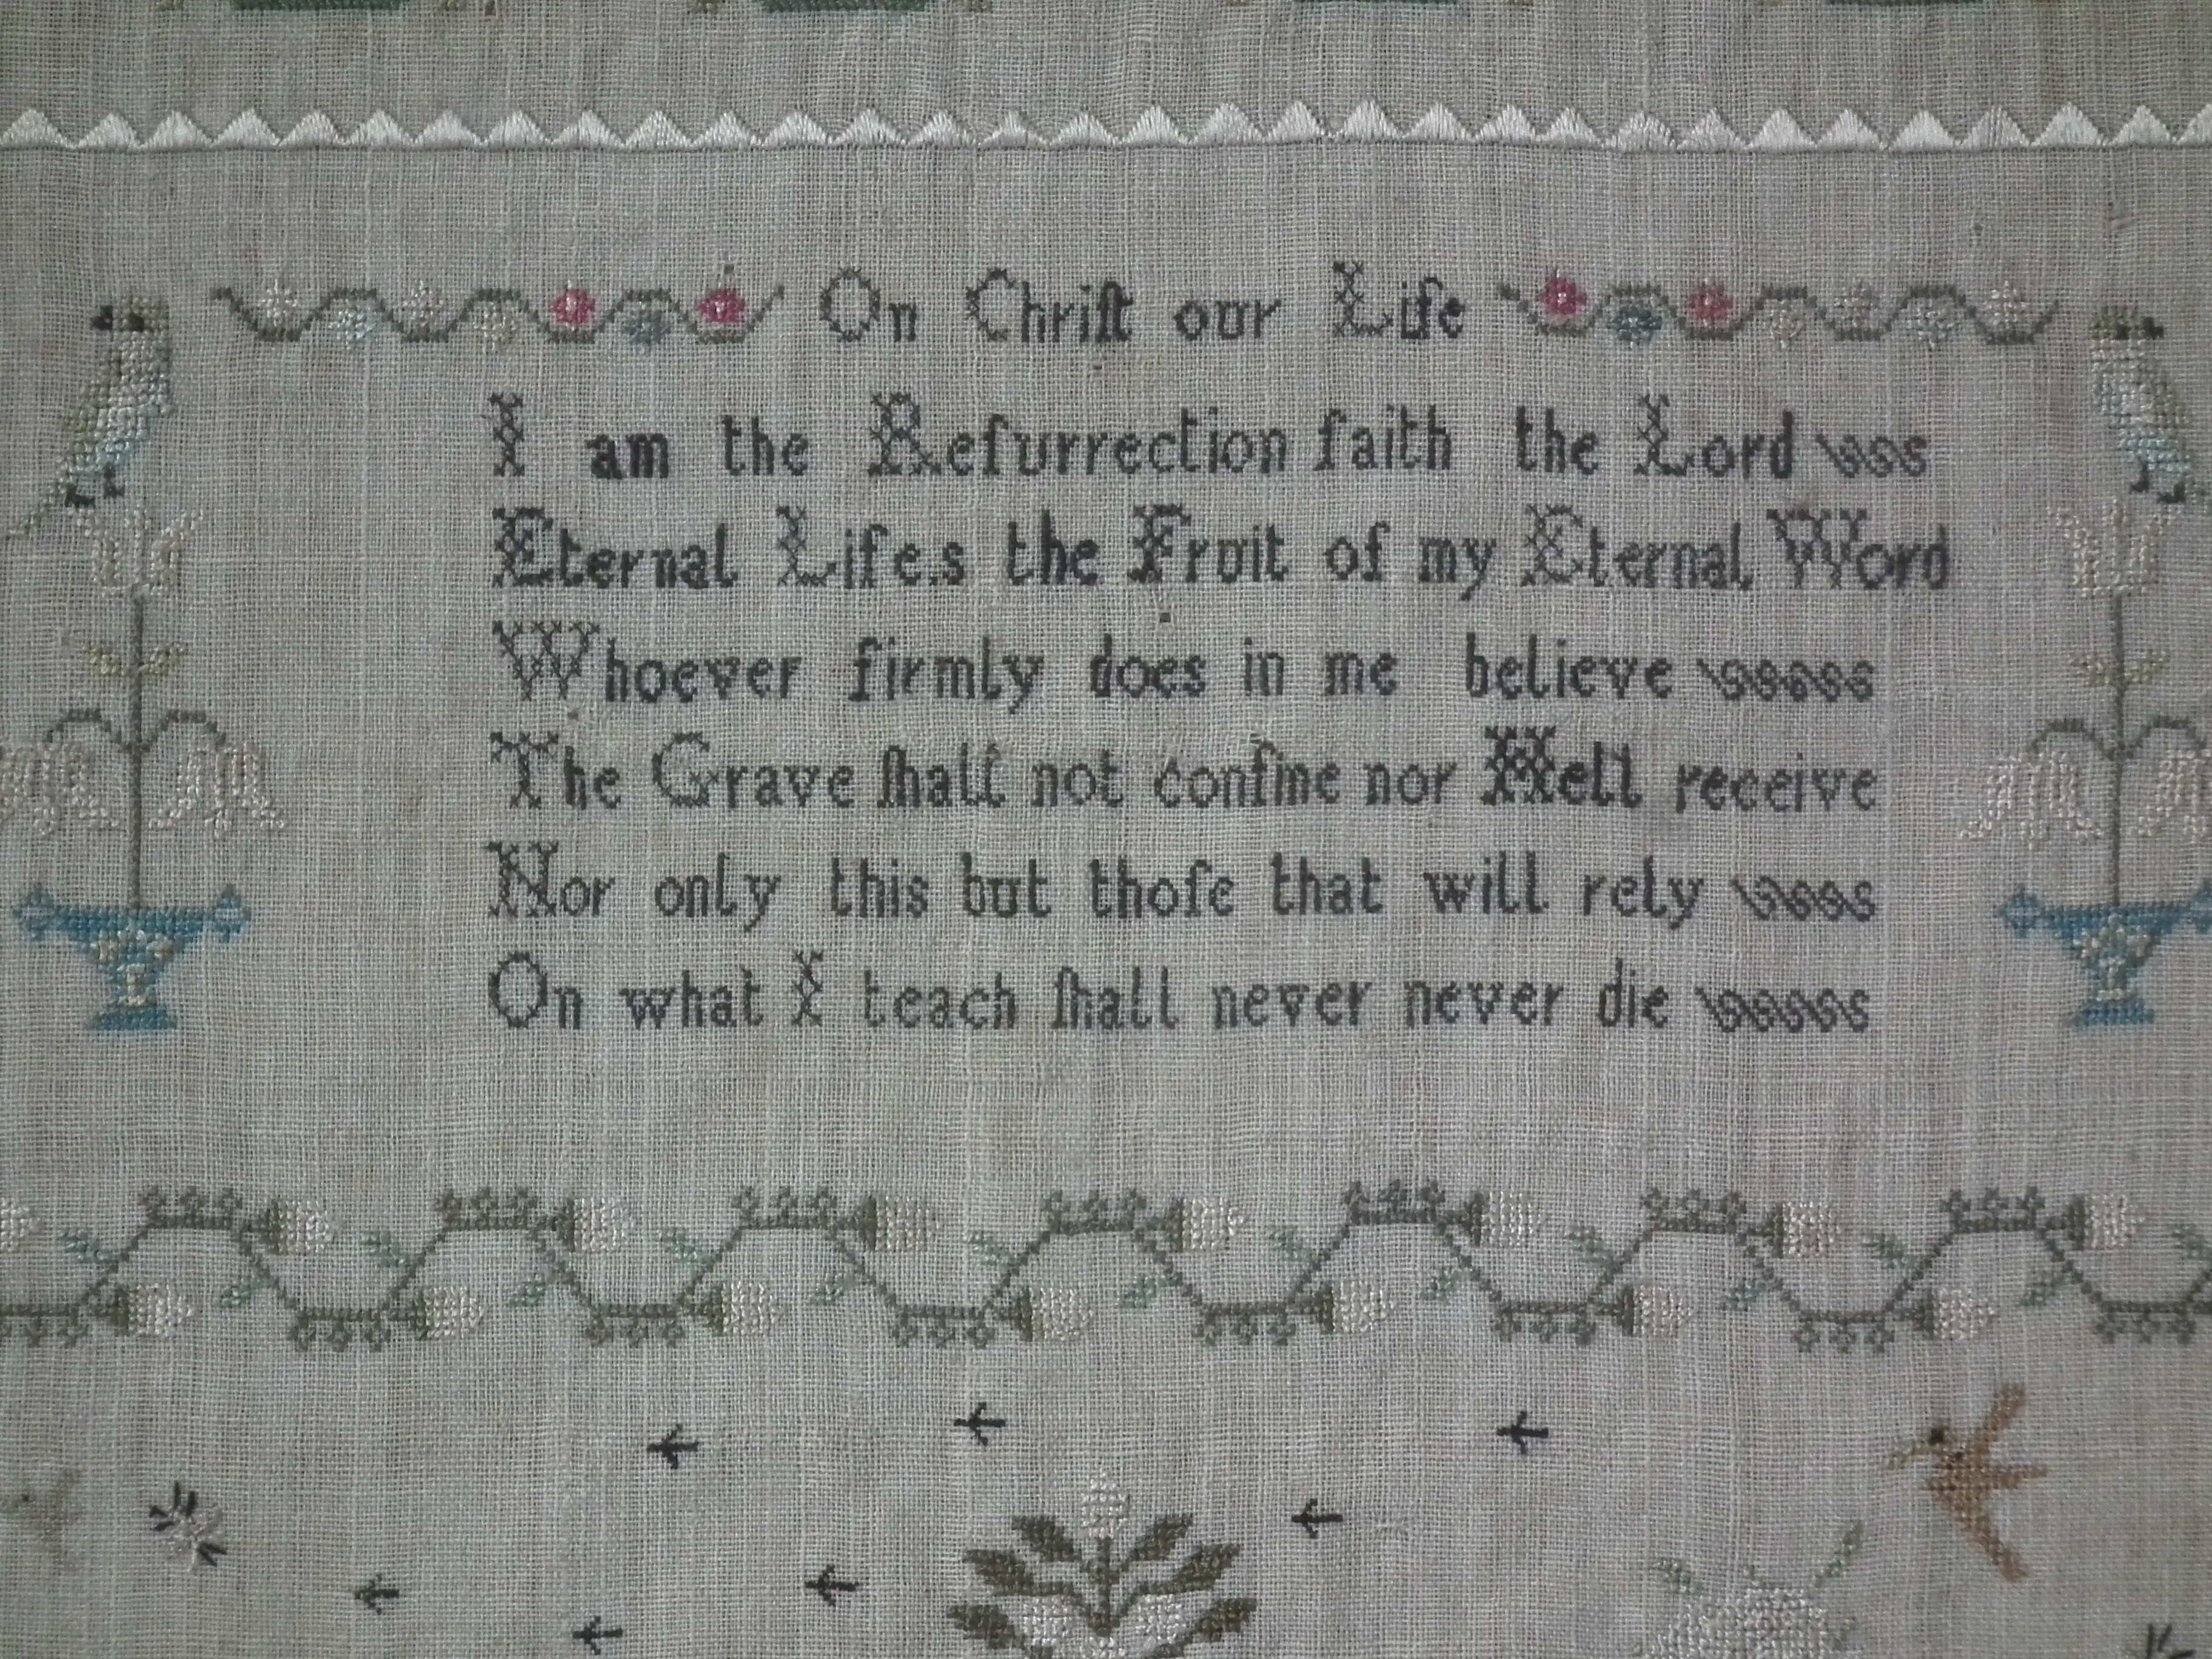 On Chriſt our Life
I am the Reſurrection faith the Lord
Eternal Life.s the Fruit of my Eternal Word
Whoever firmly does in me believe
The Grave ſhall not confine nor Hell receive
Nor only this but thoſe that will rely
On what I teach ſhall never never die